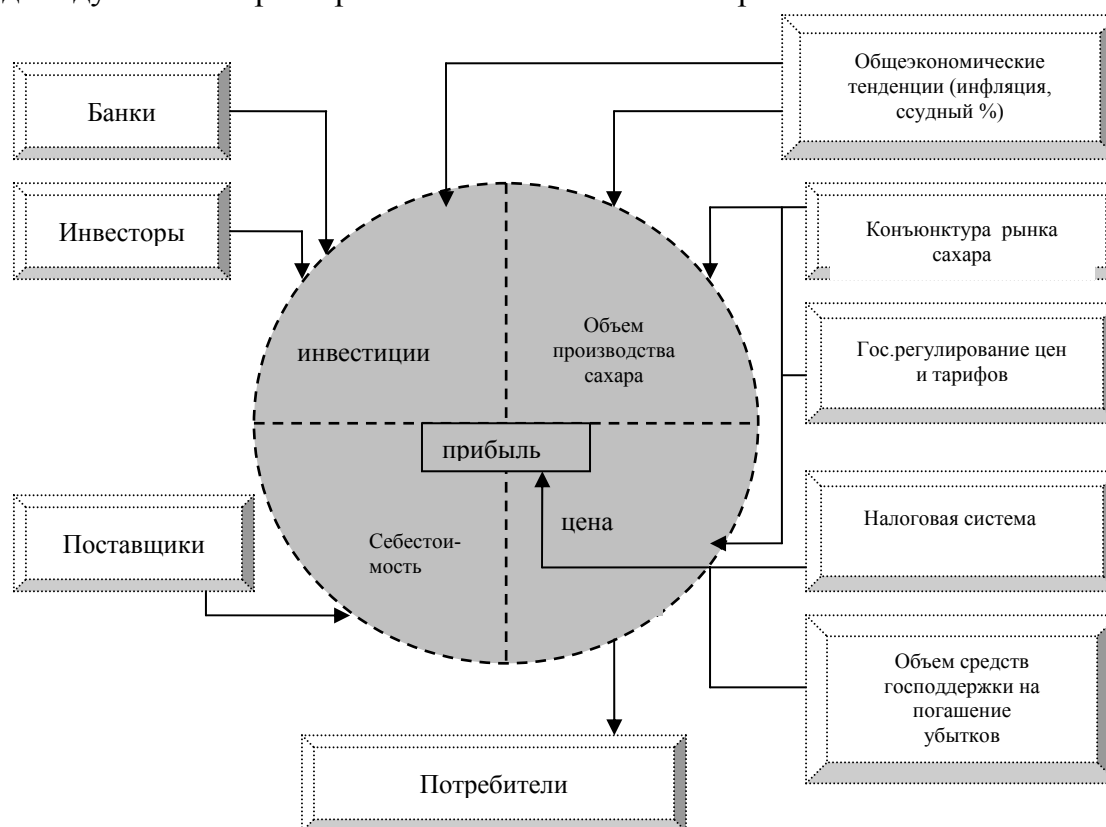 Общеэкономические
тенденции (инфляция,
ссудный %)
Банки
Инвесторы
Конъюнктура рынка
сахара
инвестиции
Объем
производства
сахара
Гос.регулирование цен
и тарифов
прибыль
Поставщики
Себестои-
мость
цена
Налоговая система
Объем средств
господдержки на
погашение
убытков
Потребители